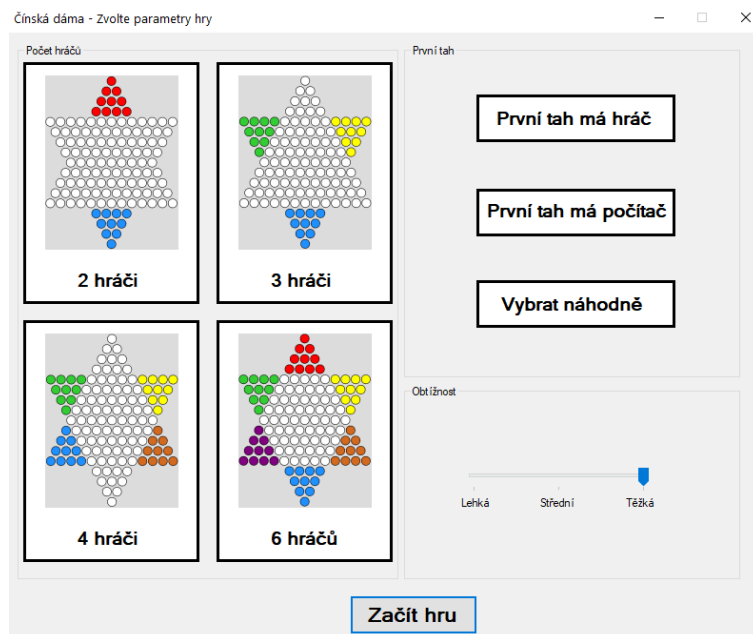 Čínská dáma - Zvolte parametry hry
Počet hráčů
2 hráči
3 hráči
4 hráči
6 hráčů
První tah
První tah má hráč
První tah má počítač
Vybrat náhodně
Obtížnost
Lehká
Střední
Těžká
Začít hru